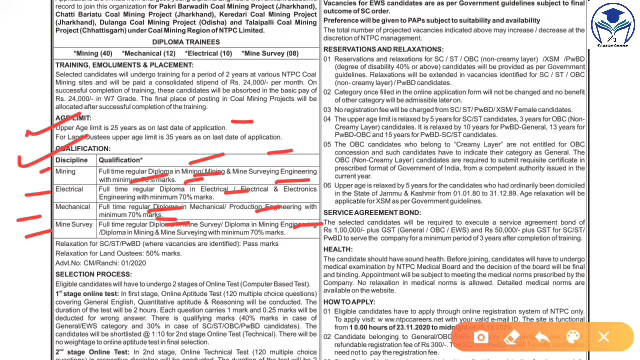 record to join this organization for Pakri Barwadih Coal Mining Project (Jharkhand),
Chatti Bariatu Coal Mining Project (Jharkhand), Keredari Coal Mining Project
(Jharkhand), Dulanga Coal Mining Project (Odisha) and Talaipalli Coal Mining Project
(Chhattisgarh) under Coal Mining Region of NTPC Limited.
DIPLOMA TRAINEES
*Mining (40) *Mechanical (12) *Electrical (10) *Mine Survey (08)
TRAINING, EMOLUMENTS & PLACEMENT:
Selected candidates will undergo training for a period of 2 years at various NTPC Coal
Mining sites and will be paid a consolidated stipend of Rs. 24,000/- per month. On
successful completion of training, these candidates will be absorbed in the basic pay
of Rs. 24,000/- in W7 Grade. The final place of posting in Coal Mining Projects will be
allocated after successful completion of the training.
AGE LIMIT:
Upper Age limit is 25 years as on last date of application.
For Land Oustees upper age limit is 35 years as on last date of application.
QUALIFICATION:
Discipline Qualification*
Mining Full time regular Diploma in Mining/ Mining & Mine Surveying Engineering
with minimum 70% marks.
Electrical Full time regular Diploma in Electrical / Electrical & Electronics
Engineering with minimum 70% marks.
Mechanical Full time regular Diploma in Mechanical/ Production Engineering with
minimum 70% marks.
Mine Survey Full time regular Diploma in Mine Survey/ Diploma in Mining Engineering
/Diploma in Mining & Mine Surveying with minimum 70% marks.
Relaxation for SC/ST/PwBD (where vacancies are identified): Pass marks
Relaxation for Land Oustees: 50% marks.
Advt.No: CM/Ranchi/ 01/2020
SELECTION PROCESS:
Eligible candidates will have to undergo 2 stages of Online Test (Computer Based Test).
1st stage online test: In first stage, Online Aptitude Test (120 multiple choice questions)
covering General English, Quantitative aptitude & Reasoning will be conducted. The
duration of the test will be 2 hours. Each question carries 1 mark and 0.25 marks will be
deducted for wrong answer. There is qualifying marks (40% marks in case of
General/EWS category and 30% in case of SC/ST/OBC/PwBD candidates). The
candidates will be shortlisted @ 1:10 for 2nd stage Online Test (Technical). There will be
no weightage to online aptitude test in final selection.
2nd stage Online Test: In 2nd stage, Online Technical Test (120 multiple
Vacancies for EWS candidates are as per Government guidelines subject to final
outcome of SC order.
Preference will be given to PAPs subject to suitability and availability
The total number of projected vacancies indicated above may increase / decrease at the
discretion of NTPC management.
RESERVATIONS AND RELAXATIONS:
01 Reservations and relaxations for SC / ST / OBC (non-creamy layer) /XSM /PwBD
(degree of disability 40% or above) candidates will be provided as per Government
guidelines. Relaxations will be extended in vacancies identified for SC / ST / OBC
(non-creamy layer) / PwBD candidates.
02 Category once filled in the online application form will not be changed and no benefit
of other category will be admissible later on.
03 No registration fee will be charged from SC/ST/ PwBD/ XSM/ Female candidates.
04 The upper age limit is relaxed by 5 years for SC/ST candidates, 3 years for OBC (Non-
Creamy Layer) candidates. It is relaxed by 10 years for PwBD-General, 13 years for
PwBD-OBC and 15 years for PwBD-SC/ST candidates.
05 The OBC candidates who belong to "Creamy Layer" are not entitled for OBC
concession and such candidates have to indicate their category as General. The
OBC (Non-Creamy Layer) candidates are required to submit requisite certificate in
prescribed format of Government of India, from a competent authority issued in the
current year.
06 Upper age is relaxed by 5 years for the candidates who had ordinarily been domiciled
in the State of Jammu & Kashmir from 01.01.80 to 31.12.89. Age relaxation will be
applicable for XSM as per Government guidelines.
SERVICE AGREEMENT BOND:
The selected candidates will be required to execute a service agreement bond of
Rs 1,00,000/- plus GST (General / OBC / EWS) and Rs 50,000/- plus GST for SC/ST/
PwBD to serve the company for a minimum period of 3 years after completion of training.
HEALTH:
The candidate should have sound health. Before joining, candidates will have to undergo
medical examination by NTPC Medical Board and the decision of the board will be final
and binding. Appointment will be subject to meeting the medical norms prescribed by the
Company. No relaxation in medical norms is permitted. Detailed medical norms are
available on the website.
HOW TO APPLY:
01 Eligible candidates have to apply through online registration system of NTPC only. To
apply visit at www.ntpccareers.net with your valid e-mail ID. The site is functional
from 10.00 hours of 23.11.2020 to
02 Candidate belonging to General/OBC
refundable registration fee of Rs 300/-
need not to pay the registration fee.